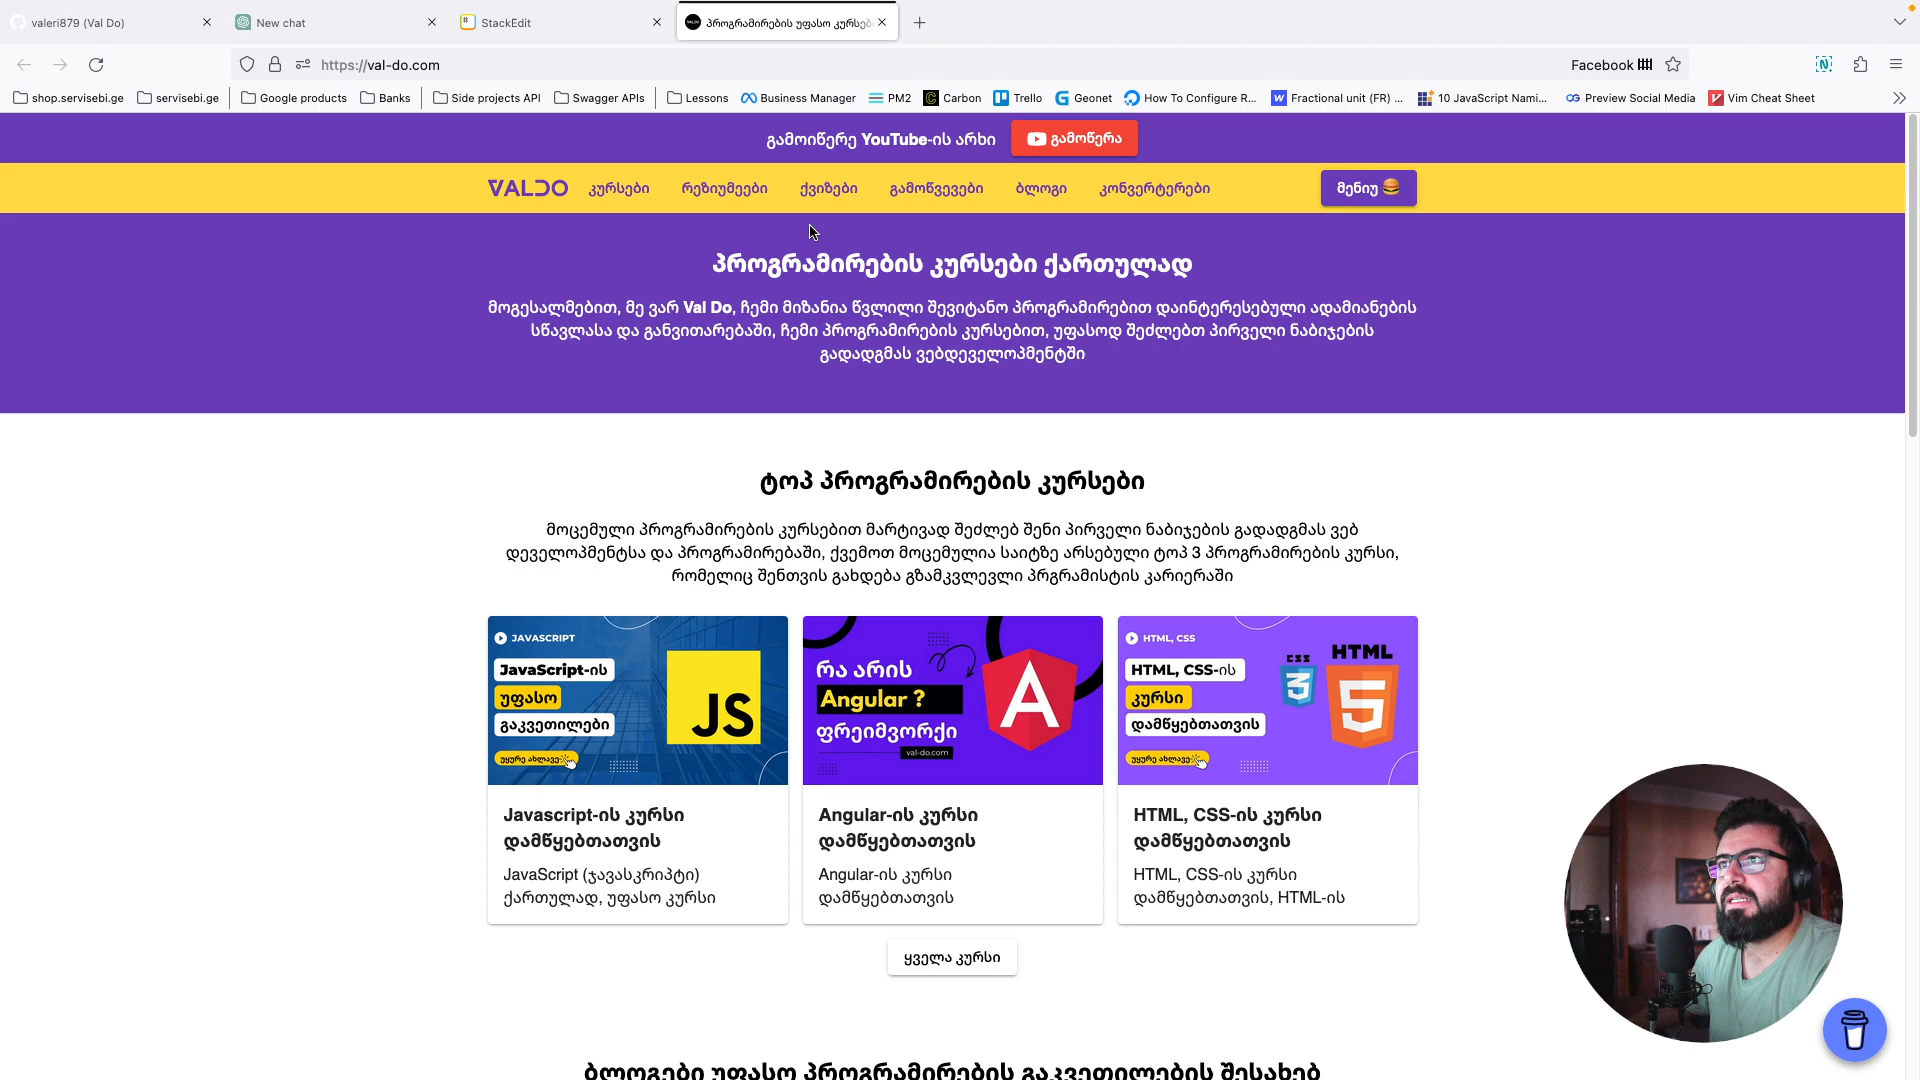 valeri879 (Val Do)
New chat
StackEdit
პროგრამირების უფასო კურსებ
https://val-do.com
Facebook
shop.servisebi.ge
servisebi.ge
Google products
Banks
Side projects API
Swagger APIs
Lessons
Business Manager
PM2
Carbon
Trello
Geonet
How To Configure R...
Fractional unit (FR) ...
10 JavaScript Nami...
Preview Social Media
Vim Cheat Sheet
გამოიწერე YouTube-ის არხი
გამოწერა
VALDO
კურსები
რეზიუმეები
ქვიზები
გამოწვევები
ბლოგი
კონვერტერები
მენიუ 🍔
პროგრამირების კურსები ქართულად
მოგესალმებით, მე ვარ Val Do, ჩემი მიზანია წვლილი შევიტანო პროგრამირებით დაინტერესებული ადამიანების
სწავლასა და განვითარებაში, ჩემი პროგრამირების კურსებით, უფასოდ შეძლებთ პირველი ნაბიჯების
გადადგმას ვებდეველოპმენტში
ტოპ პროგრამირების კურსები
მოცემული პროგრამირების კურსებით მარტივად შეძლებ შენი პირველი ნაბიჯების გადადგმას ვებ
დეველოპმენტსა და პროგრამირებაში, ქვემოთ მოცემულია საიტზე არსებული ტოპ 3 პროგრამირების კურსი,
რომელიც შენთვის გახდება გზამკვლევლი პრგრამისტის კარიერაში
JAVASCRIPT
JavaScript-ის
უფასო
გაკვეთილები
უყურე ახლავე
JS
რა არის
Angular ?
ფრეიმვორქი
val-do.com
A
HTML, CSS
HTML, CSS-ის
კურსი
დამწყებთათვის
უყურე ახლავე
CSS
3
HTML
5
Javascript-ის კურსი
დამწყებთათვის
JavaScript (ჯავასკრიპტი)
ქართულად, უფასო კურსი
Angular-ის კურსი
დამწყებთათვის
Angular-ის კურსი
დამწყებთათვის
HTML, CSS-ის კურსი
დამწყებთათვის
HTML, CSS-ის კურსი
დამწყებთათვის, HTML-ის
ყველა კურსი
ბლოგები უფასო პროგრამირების გაკვეთილების შესახებ